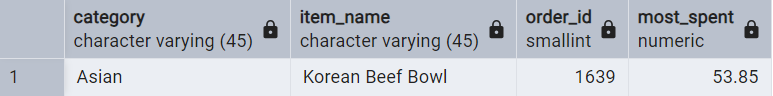 category item_name order_id most_spent
character varying (45) character varying (45) smallint numeric
1 Asian Korean Beef Bowl 1639 53.85